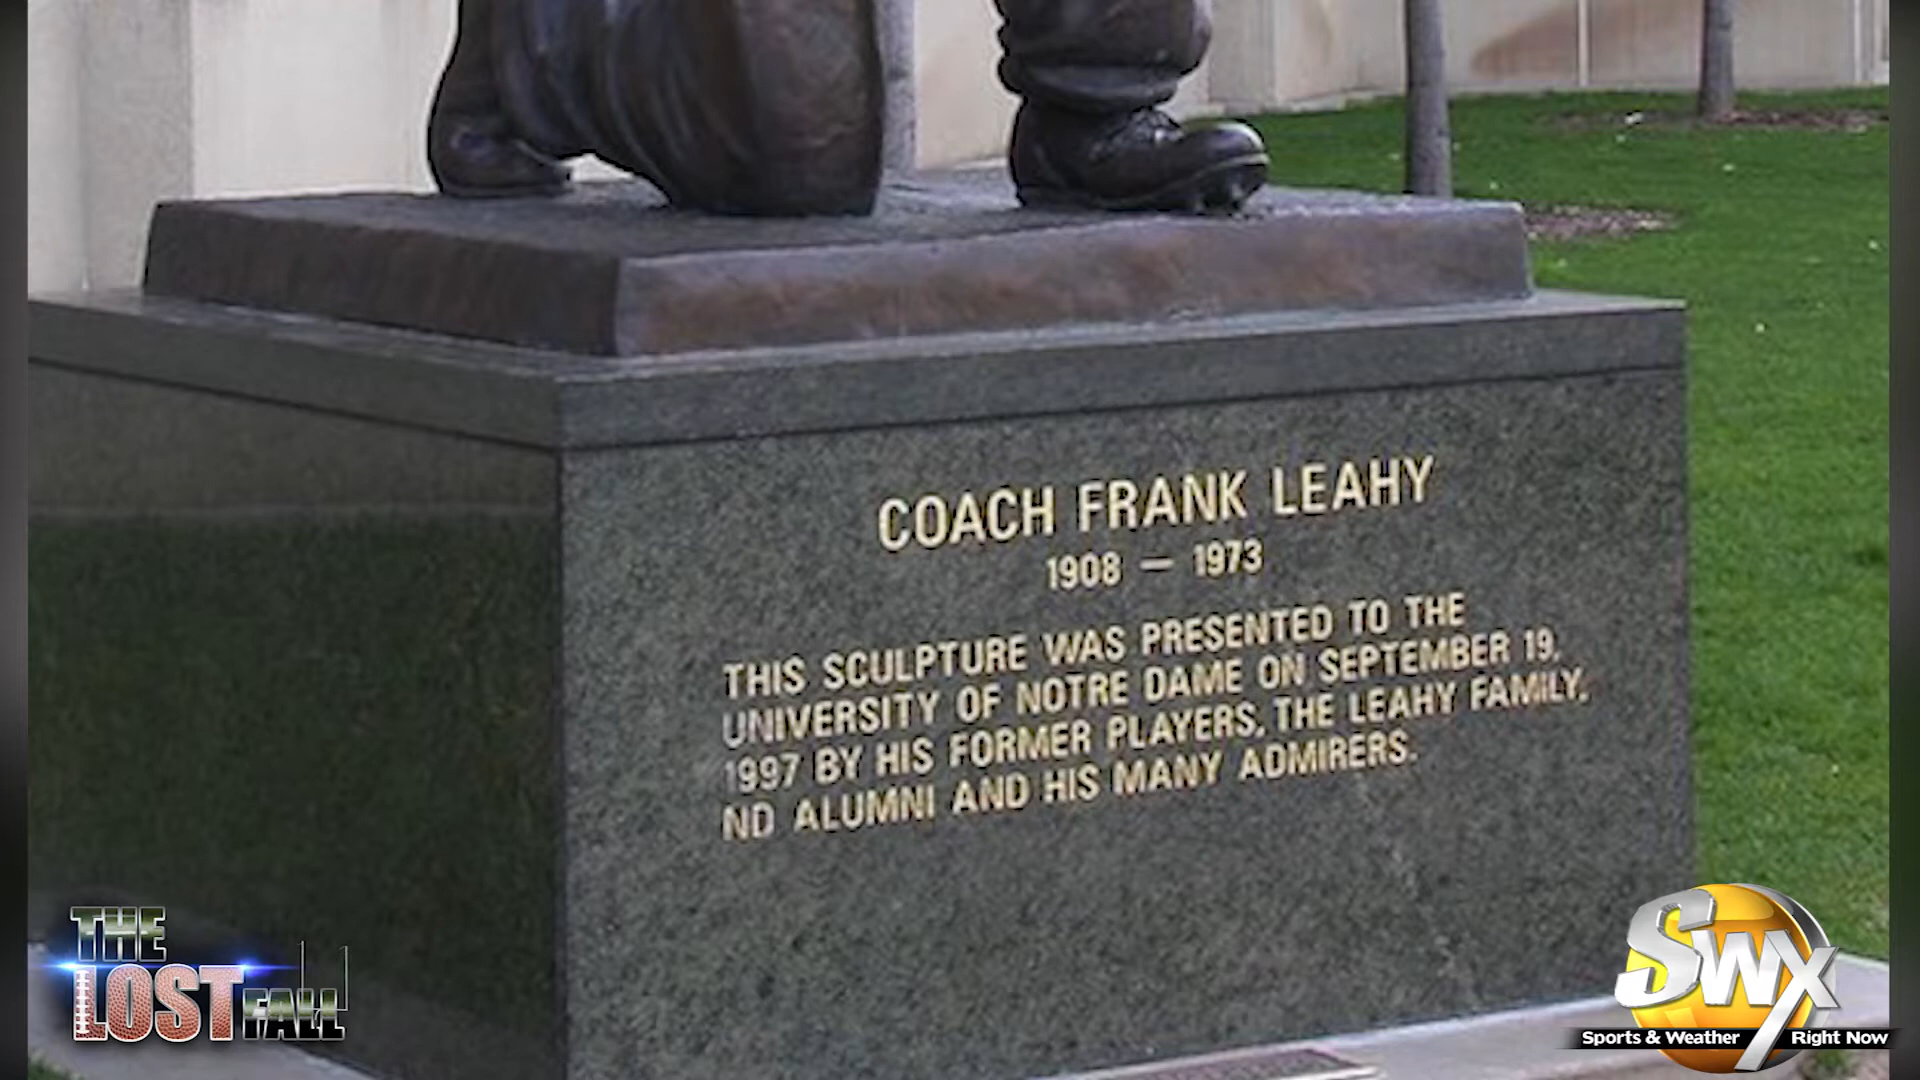 COACH FRANK LEAHY
1908 — 1973
THIS SCULPTURE WAS PRESENTED TO THE
UNIVERSITY OF NOTRE DAME ON SEPTEMBER 19,
1997 BY HIS FORMER PLAYERS, THE LEAHY FAMILY,
ND ALUMNI AND HIS MANY ADMIRERS.
THE
LOST FALL
SWX
Sports & Weather Right Now